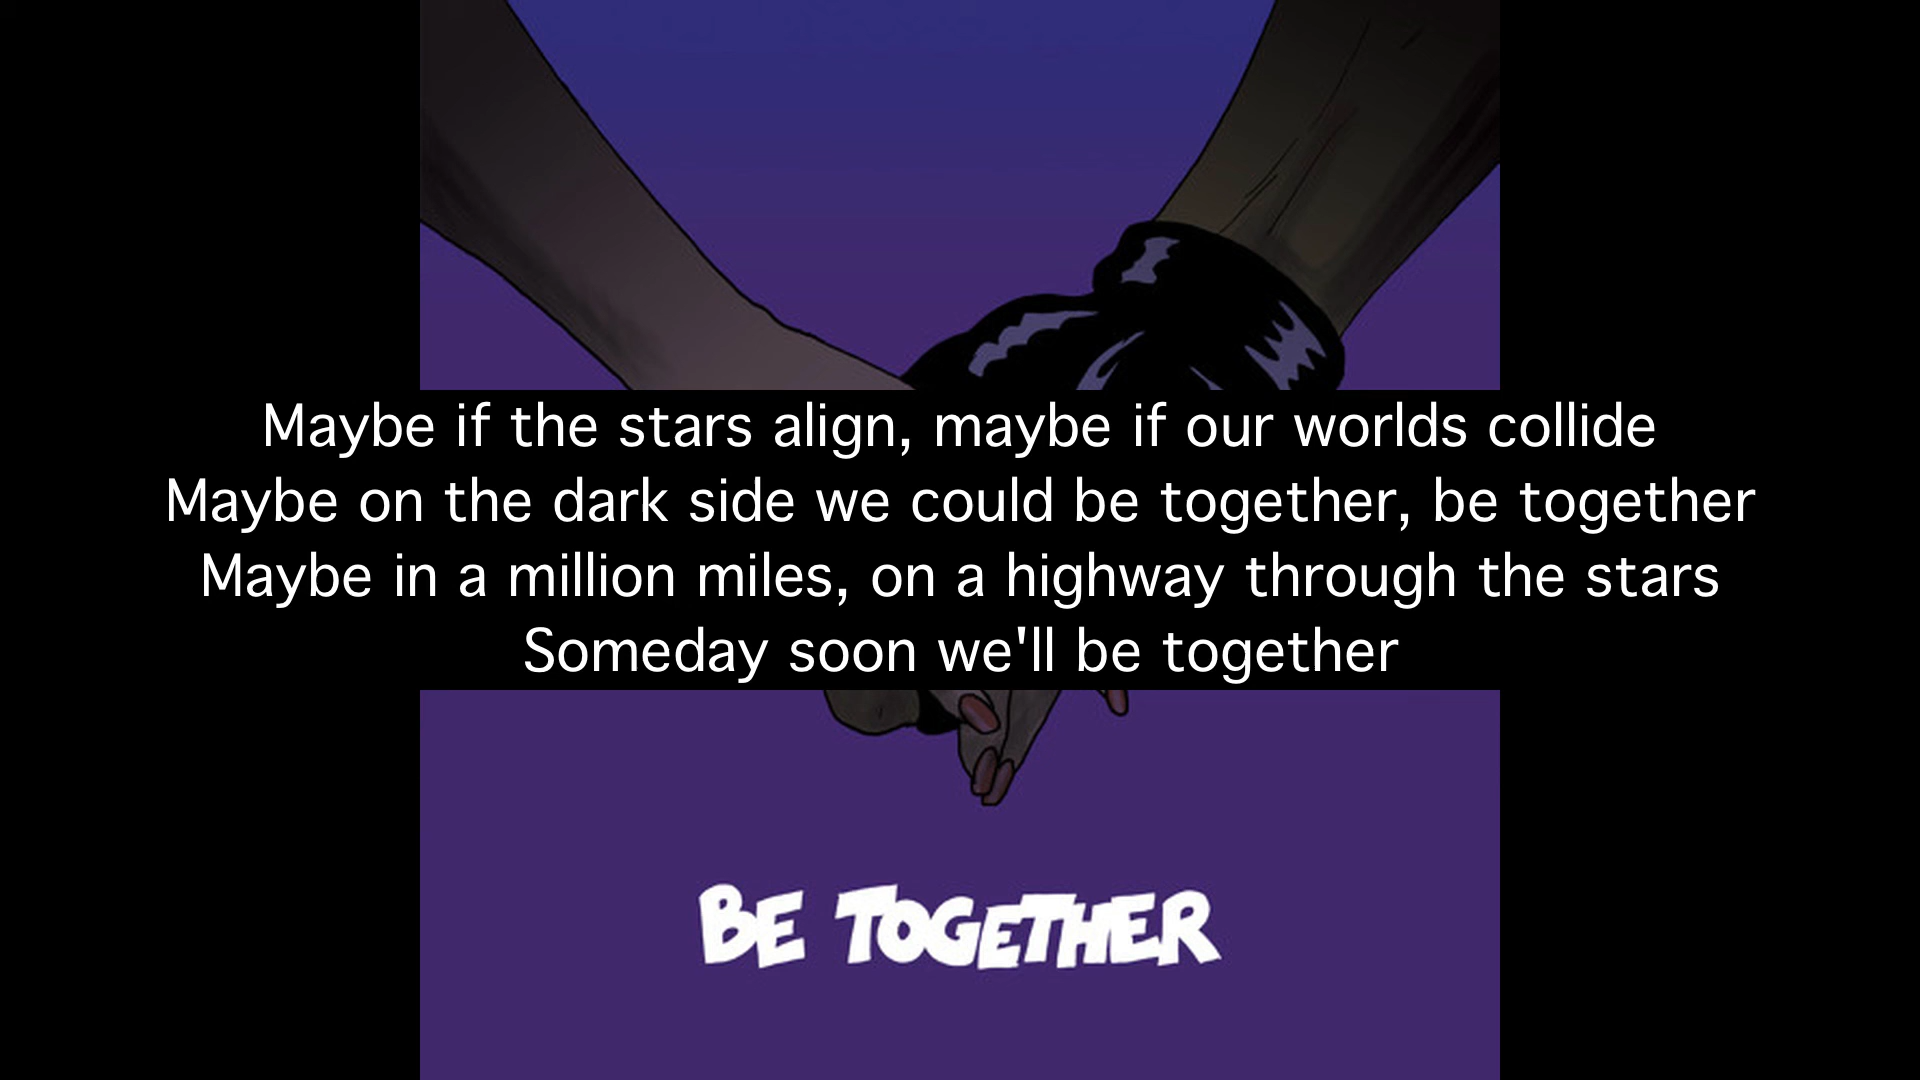 Maybe if the stars align, maybe if our worlds collide
Maybe on the dark side we could be together, be together
Maybe in a million miles, on a highway through the stars
Someday soon we'll be together
BE TOGETHER